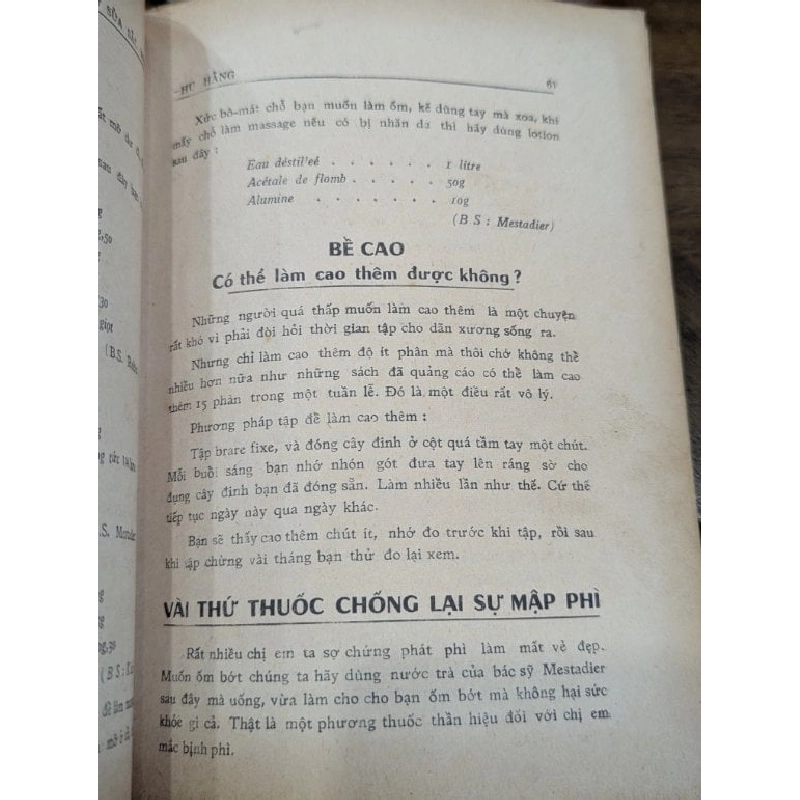 SỬA SẮC
HƯ HẰNG 61
Xức bô-mát chỗ bạn muốn làm ốm, kế dùng tay mà xoa, khi
mấy chỗ làm massage nếu có bị nhăn da thì hãy dùng lotion
sau đây :
Eau déstil'eé . . . . . . 1 litre
Acétale de flomb . . . . . 50g
Alumine . . . . . . . 10g
(B S : Mestadier)
BỀ CAO
Có thể làm cao thêm được không ?
Những người quá thấp muốn làm cao thêm là một chuyện
rất khó vì phải đòi hỏi thời gian tập cho dãn xương sống ra.
Nhưng chỉ làm cao thêm độ ít phân mà thôi chớ không thể
nhiều hơn nữa như những sách đã quảng cáo có thể làm cao
thêm 15 phân trong một tuần lễ. Đó là một điều rất vô lý.
Phương pháp tập đề làm cao thêm :
Tập brare fixe, và đóng cây đinh ở cột quá tầm tay một chút.
Mỗi buổi sáng bạn nhớ nhón gót đưa tay lên ráng sờ cho
đụng cây đinh bạn đã đóng sẵn. Làm nhiều lần như thế. Cứ thế
tiếp tục ngày này qua ngày khác.
Bạn sẽ thấy cao thêm chút ít, nhớ đo trước khi tập, rồi sau
khi tập chừng vài tháng bạn thử đo lại xem.
VÀI THỨ THUỐC CHỐNG LẠI SỰ MẬP PHÌ
Rất nhiều chị em ta sợ chứng phát phì làm mất vẻ đẹp.
Muốn ốm bớt chúng ta hãy dùng nước trà của bác sỹ Mestadier
sau đây mà uống, vừa làm cho cho bạn ốm bớt mà không hại sức
khỏe gì cả. Thật là một phương thuốc thần hiệu đối với chị em
mắc bịnh phì.